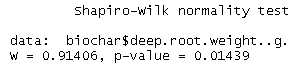 Shapiro-Wilk normality test
data:  biochar$deep.root.weight..g.
W = 0.91406, p-value = 0.01439